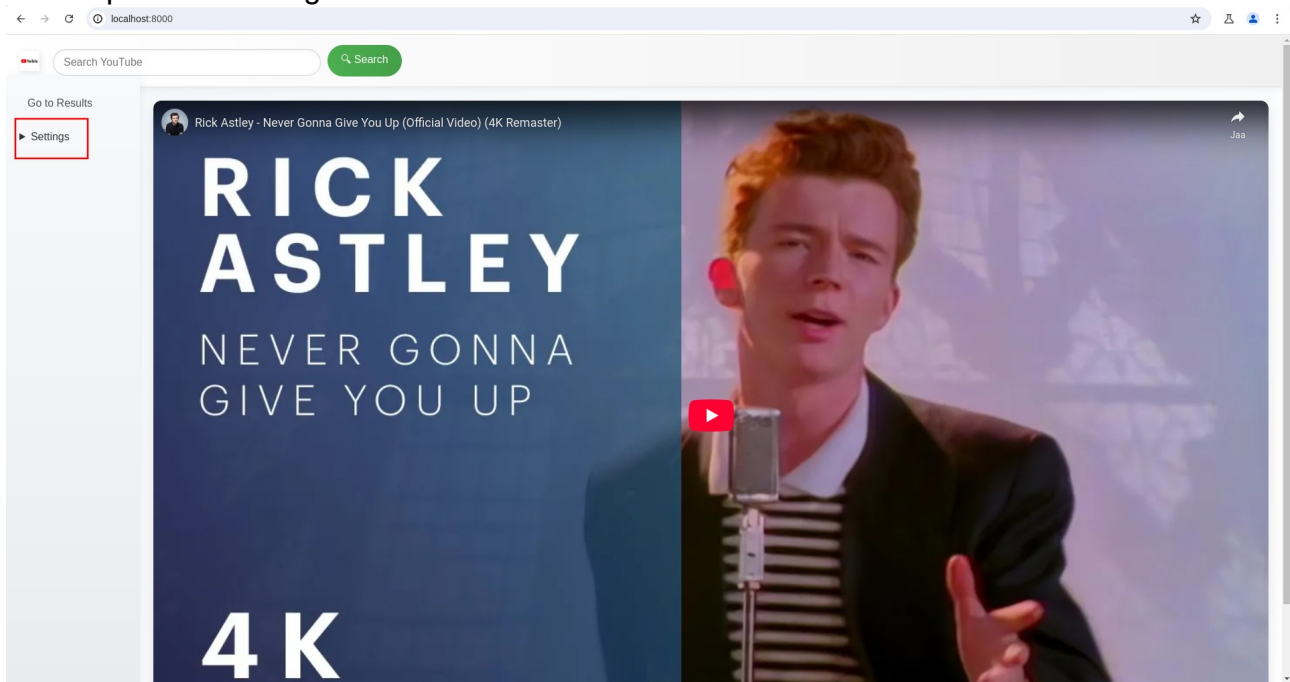 localhost:8000
Search YouTube
Search
Go to Results
Settings
Rick Astley - Never Gonna Give You Up (Official Video) (4K Remaster)
Jaa
RICK
ASTLEY
NEVER GONNA
GIVE YOU UP
4K